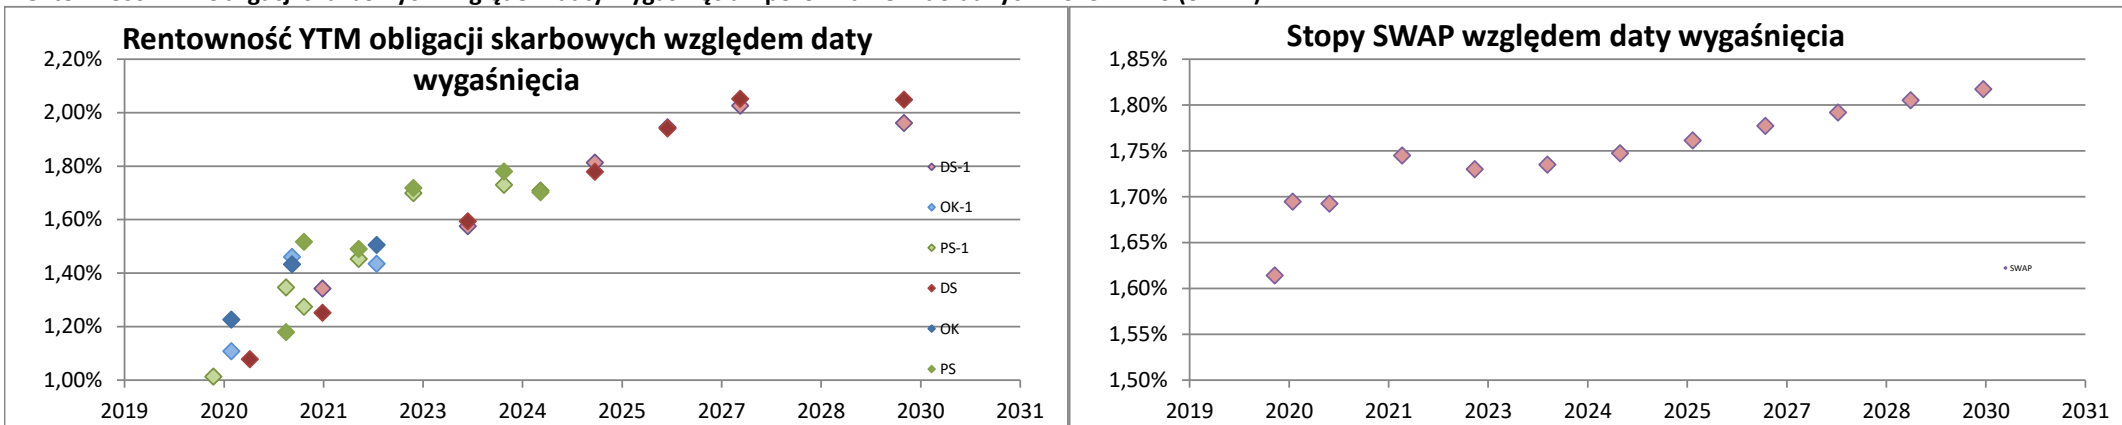 Rentowność YTM obligacji skarbowych względem daty
wygaśnięcia
2,20%
2,00%
1,80%
1,60%
1,40%
1,20%
1,00%
2019 2020 2021 2023 2024 2025 2027 2028 2030 2031
DS-1
OK-1
PS-1
DS
OK
PS
Stopy SWAP względem daty wygaśnięcia
1,85%
1,80%
1,75%
1,70%
1,65%
1,60%
1,55%
1,50%
2019 2020 2021 2023 2024 2025 2027 2028 2030 2031
SWAP